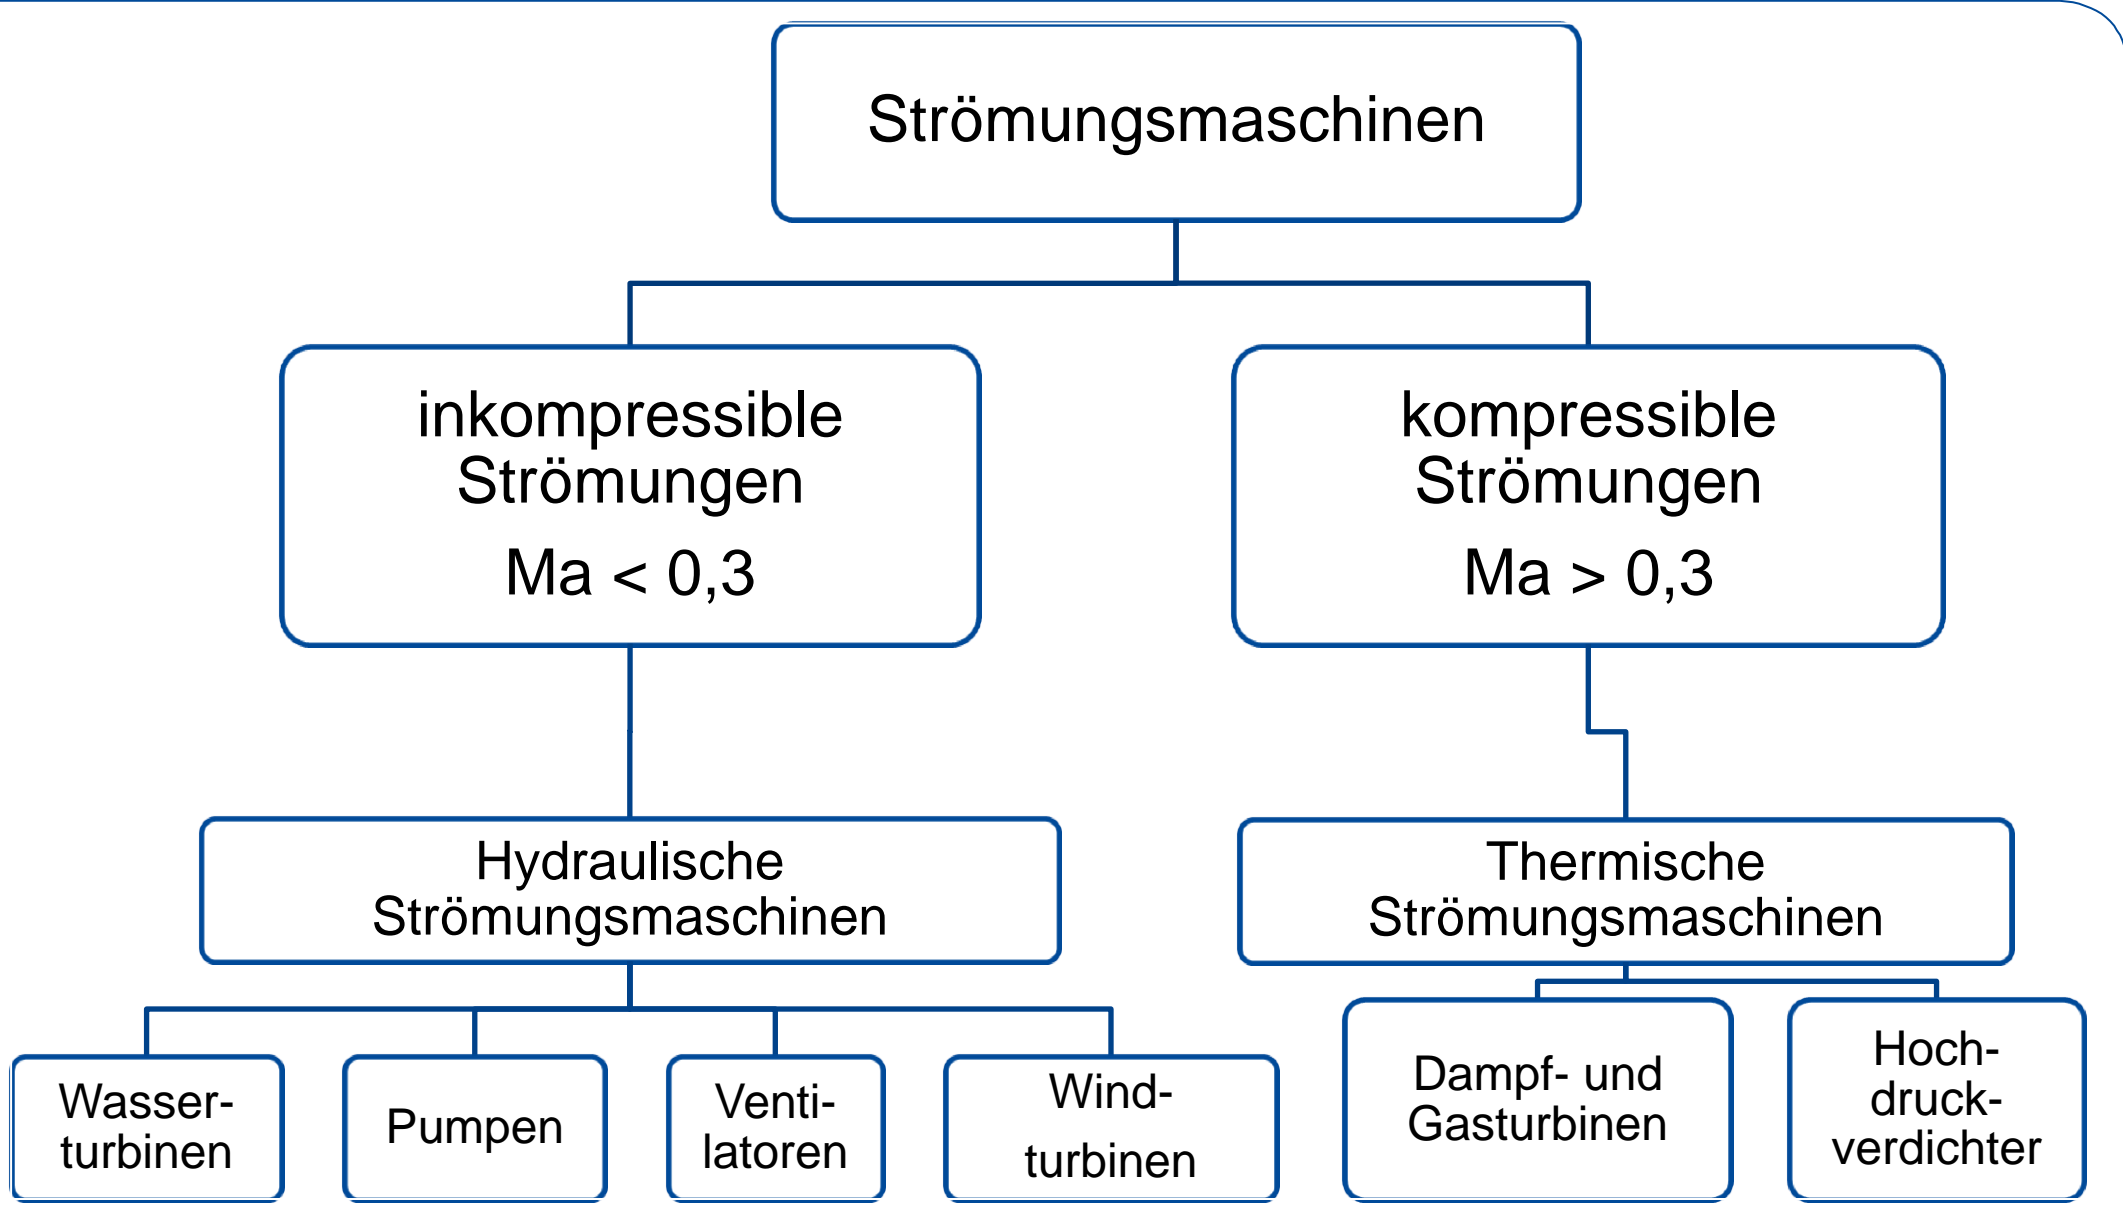 Strömungsmaschinen
inkompressible
Strömungen
Ma < 0,3
kompressible
Strömungen
Ma > 0,3
Hydraulische
Strömungsmaschinen
Thermische
Strömungsmaschinen
Wasser-
turbinen
Pumpen
Venti-
latoren
Wind-
turbinen
Dampf- und
Gasturbinen
Hoch-
druck-
verdichter